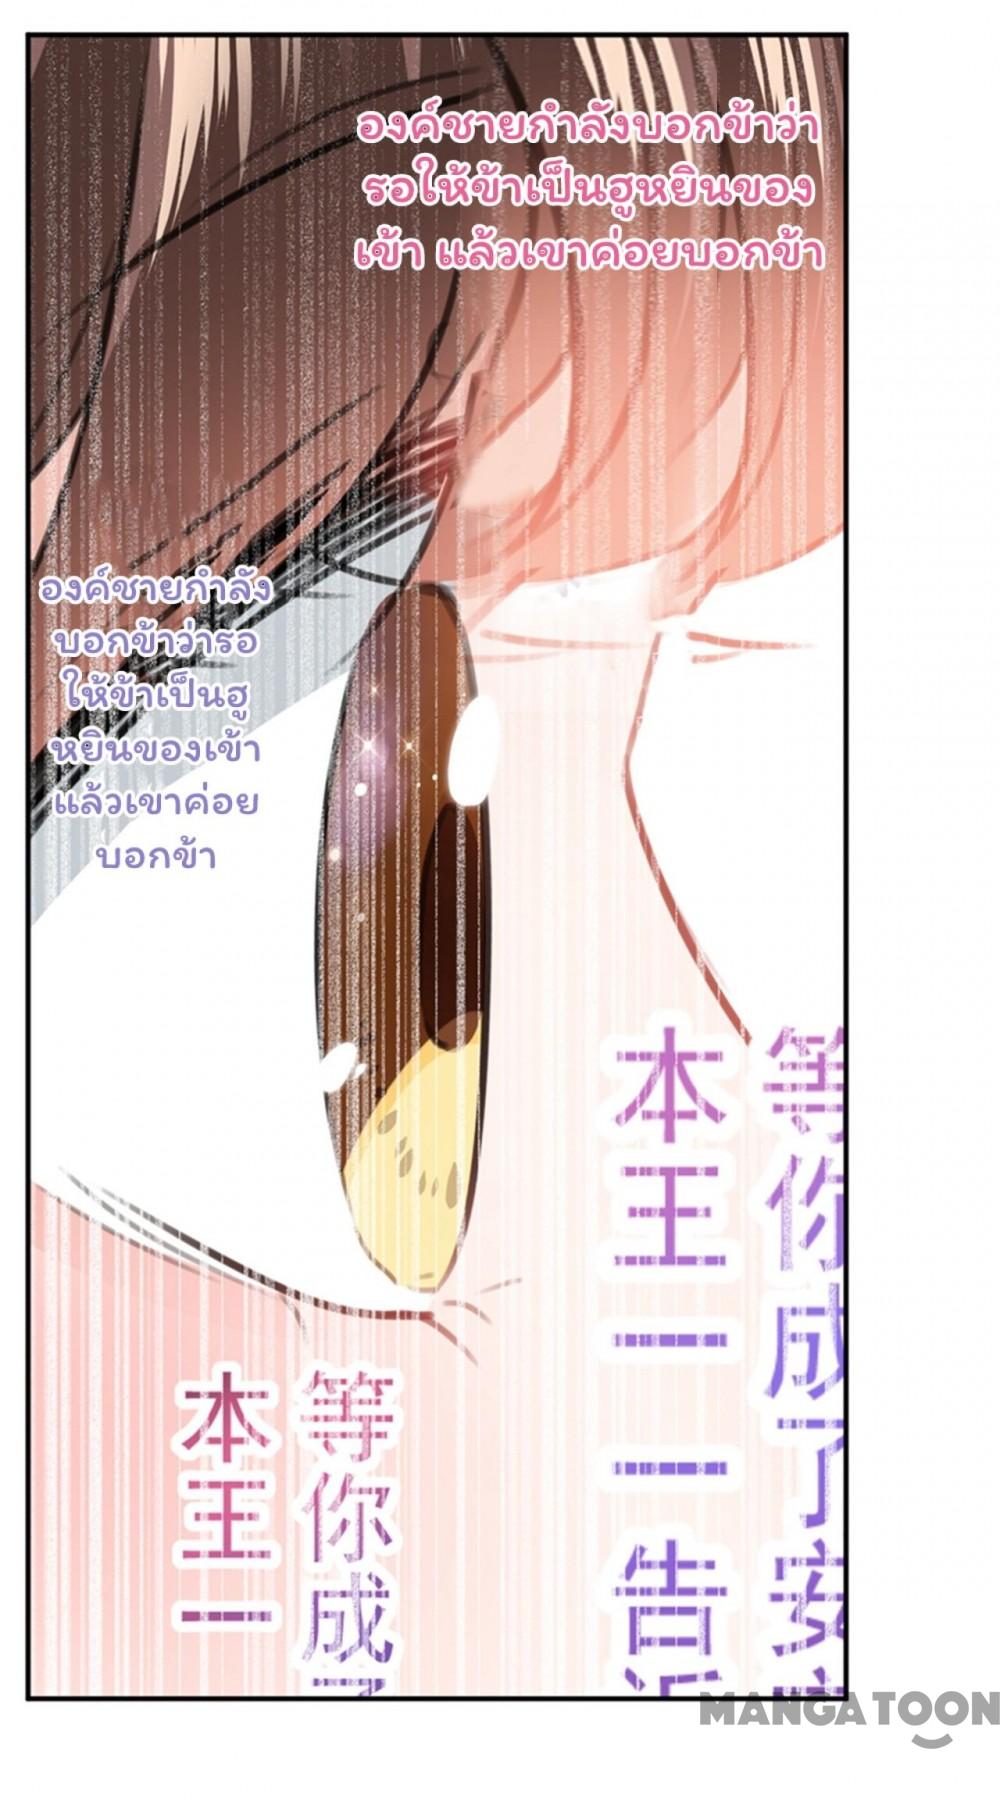 องค์ชายกำลังบอกข้าว่า
รอให้ข้าเป็นฮูหยินของ
เข้า แล้วเขาค่อยบอกข้า
องค์ชายกำลัง
บอกข้าว่ารอ
ให้ข้าเป็นฮู
หยินของเข้า
แล้วเขาค่อย
บอกข้า
等你成了安
本王一一告
等你成
本王一
MANGATOON